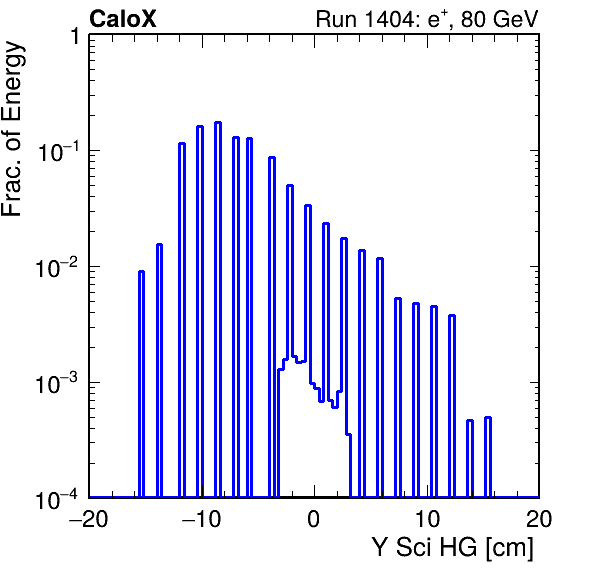 CaloX Run 1404: e⁺, 80 GeV
Frac. of Energy
1
10⁻¹
10⁻²
10⁻³
10⁻⁴
−20 −10 0 10 20
Y Sci HG [cm]